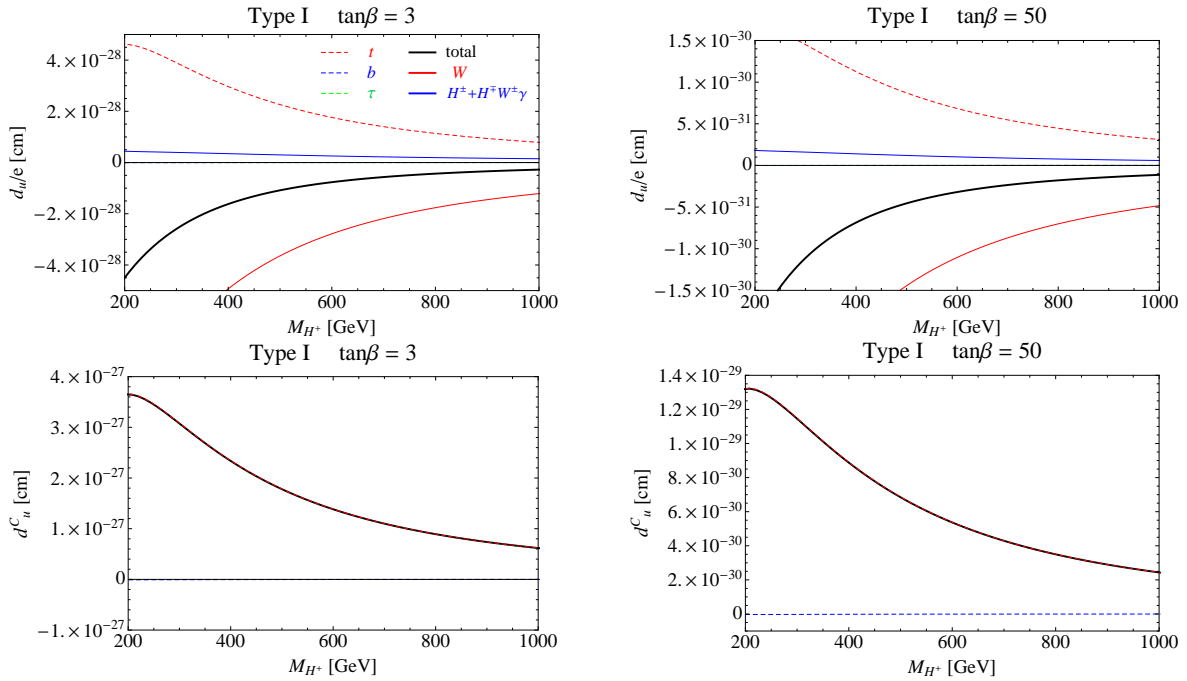 Type I tanβ = 3
d_u/e [cm]
4. × 10^-28
2. × 10^-28
0
-2. × 10^-28
-4. × 10^-28
t total
b W
τ H^± + H^∓ W^± γ
200 400 600 800 1000
M_H+ [GeV]
Type I tanβ = 50
d_u/e [cm]
1.5 × 10^-30
1. × 10^-30
5. × 10^-31
0
-5. × 10^-31
-1. × 10^-30
-1.5 × 10^-30
200 400 600 800 1000
M_H+ [GeV]
Type I tanβ = 3
d^C_u [cm]
4. × 10^-27
3. × 10^-27
2. × 10^-27
1. × 10^-27
0
-1. × 10^-27
200 400 600 800 1000
M_H+ [GeV]
Type I tanβ = 50
d^C_u [cm]
1.4 × 10^-29
1.2 × 10^-29
1. × 10^-29
8. × 10^-30
6. × 10^-30
4. × 10^-30
2. × 10^-30
0
200 400 600 800 1000
M_H+ [GeV]